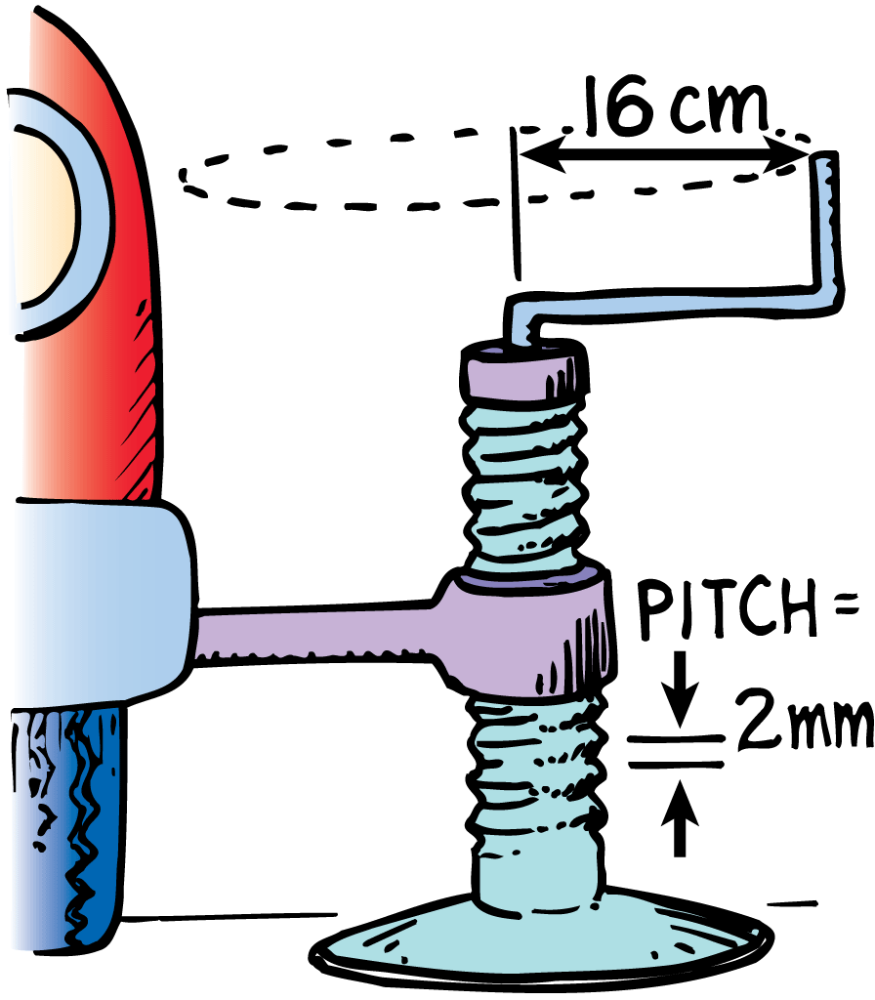 16 cm
PITCH =
2mm